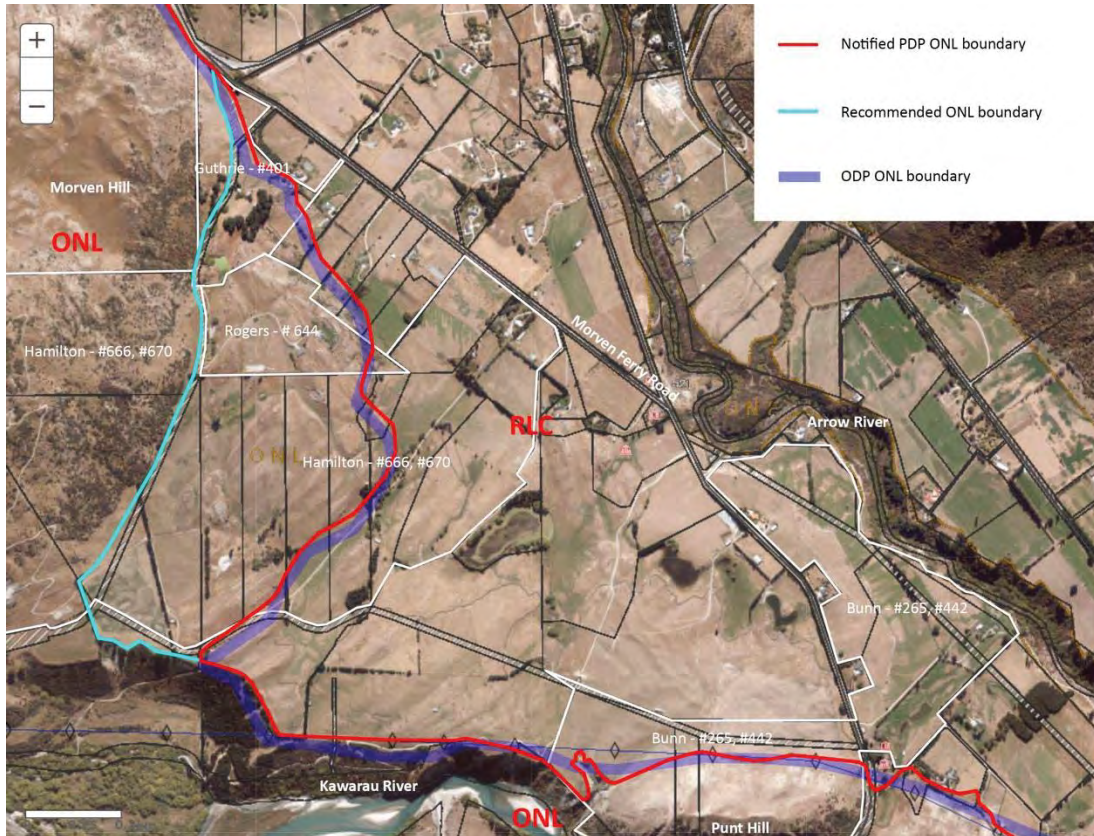 +
−
Notified PDP ONL boundary
Recommended ONL boundary
ODP ONL boundary
Guthrie - #401
Morven Hill
ONL
Rogers - # 644
Hamilton - #666, #670
Morven Ferry Road
RLC
Arrow River
ONL
Hamilton - #666, #670
Bunn - #265, #442
Bunn - #265, #442
Kawarau River
ONL
Punt Hill